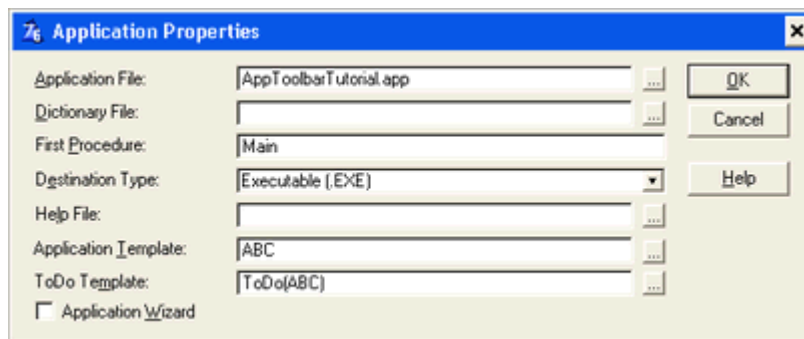 Application Properties
Application File: AppToolbarTutorial.app ... OK
Dictionary File: ... Cancel
First Procedure: Main
Destination Type: Executable (.EXE) Help
Help File: ...
Application Template: ABC ...
ToDo Template: ToDo(ABC) ...
Application Wizard